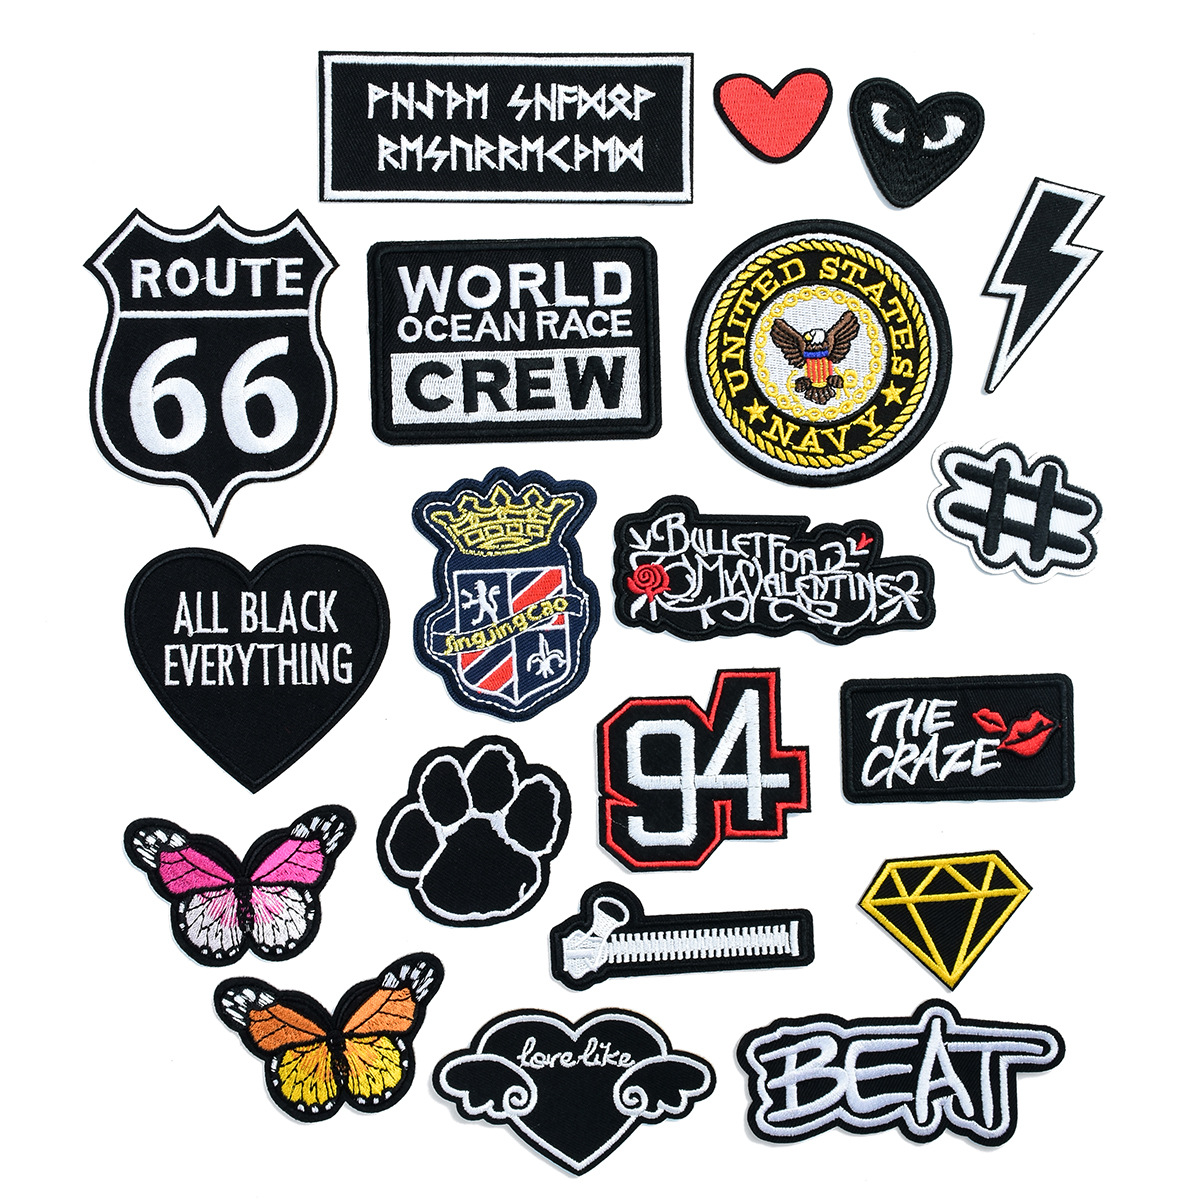 ROUTE
66
WORLD
OCEAN RACE
CREW
UNITED STATES
NAVY
#
ALL BLACK
EVERYTHING
SingJingCao
BULLET FOR
MY VALENTINE
94
THE
CRAZE
love like
BEAT